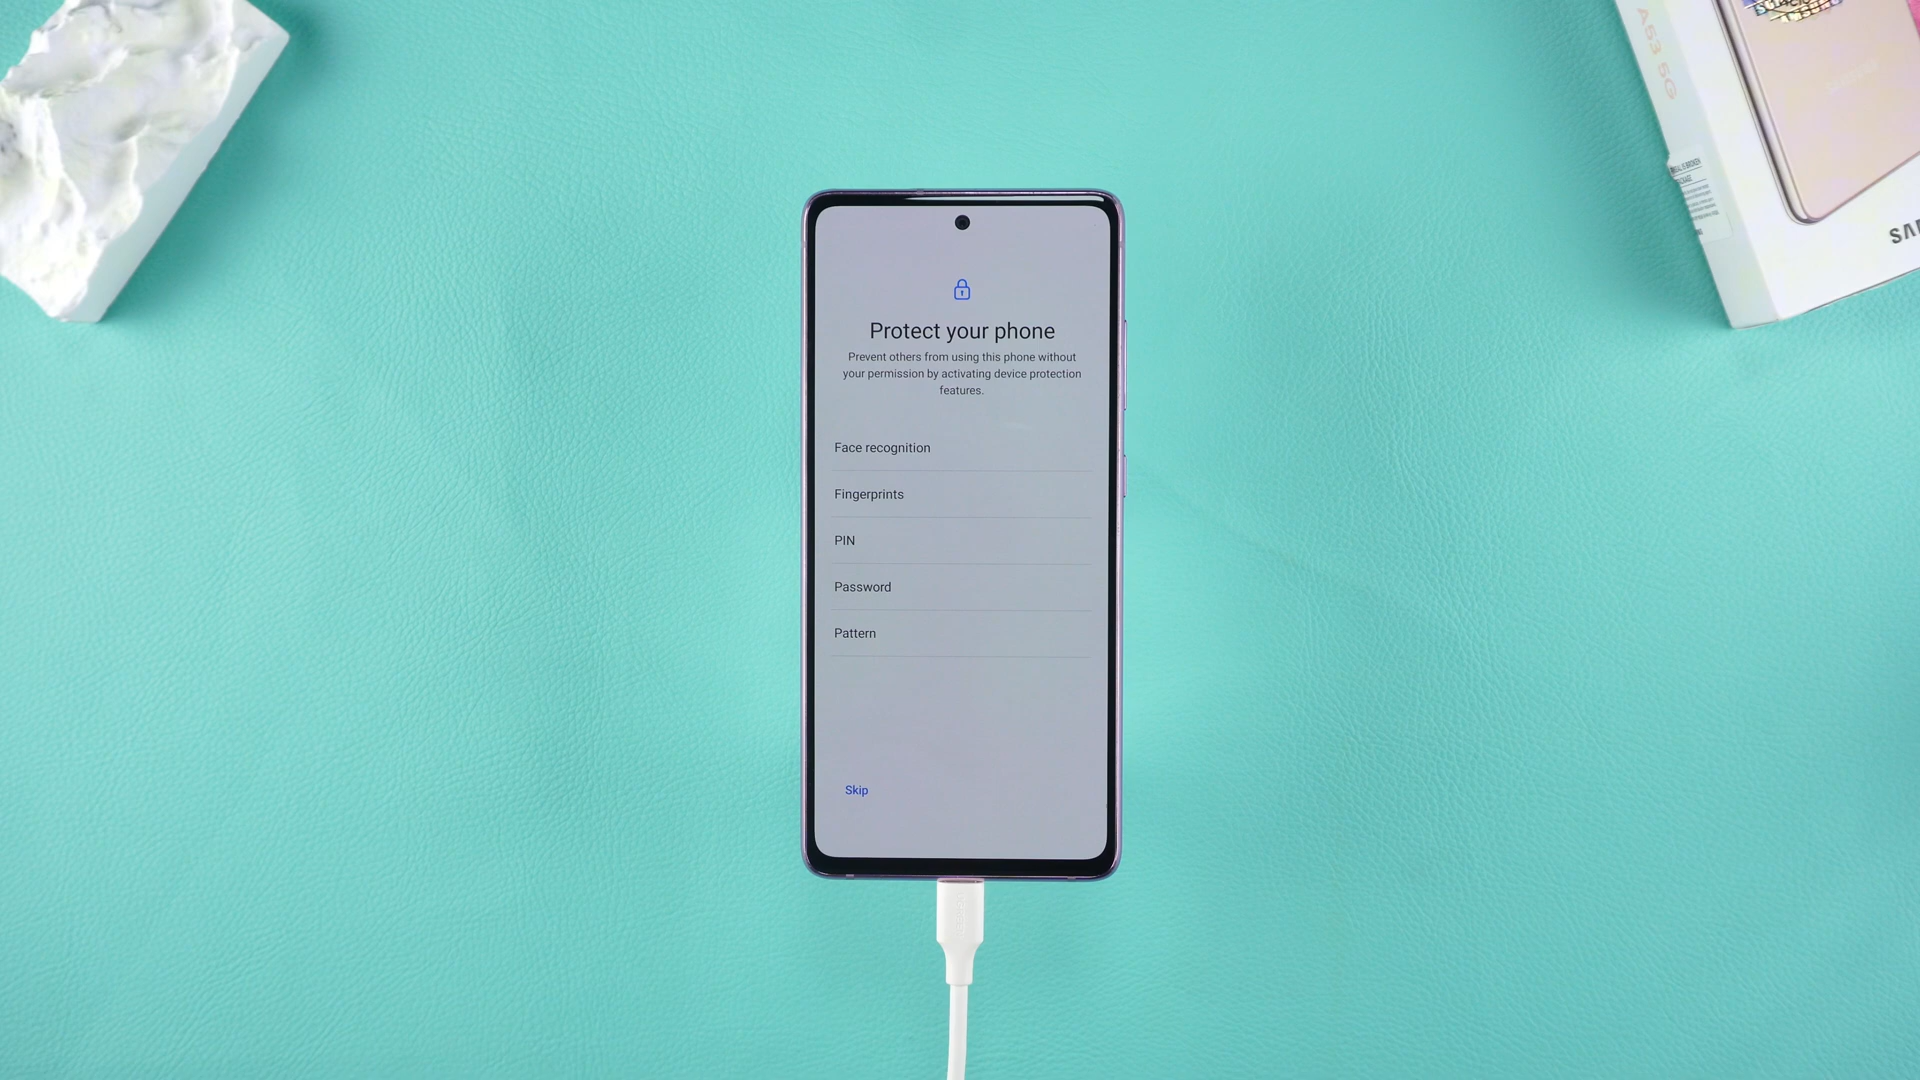 Protect your phone
Prevent others from using this phone without
your permission by activating device protection
features.
Face recognition
Fingerprints
PIN
Password
Pattern
Skip
A53 5G